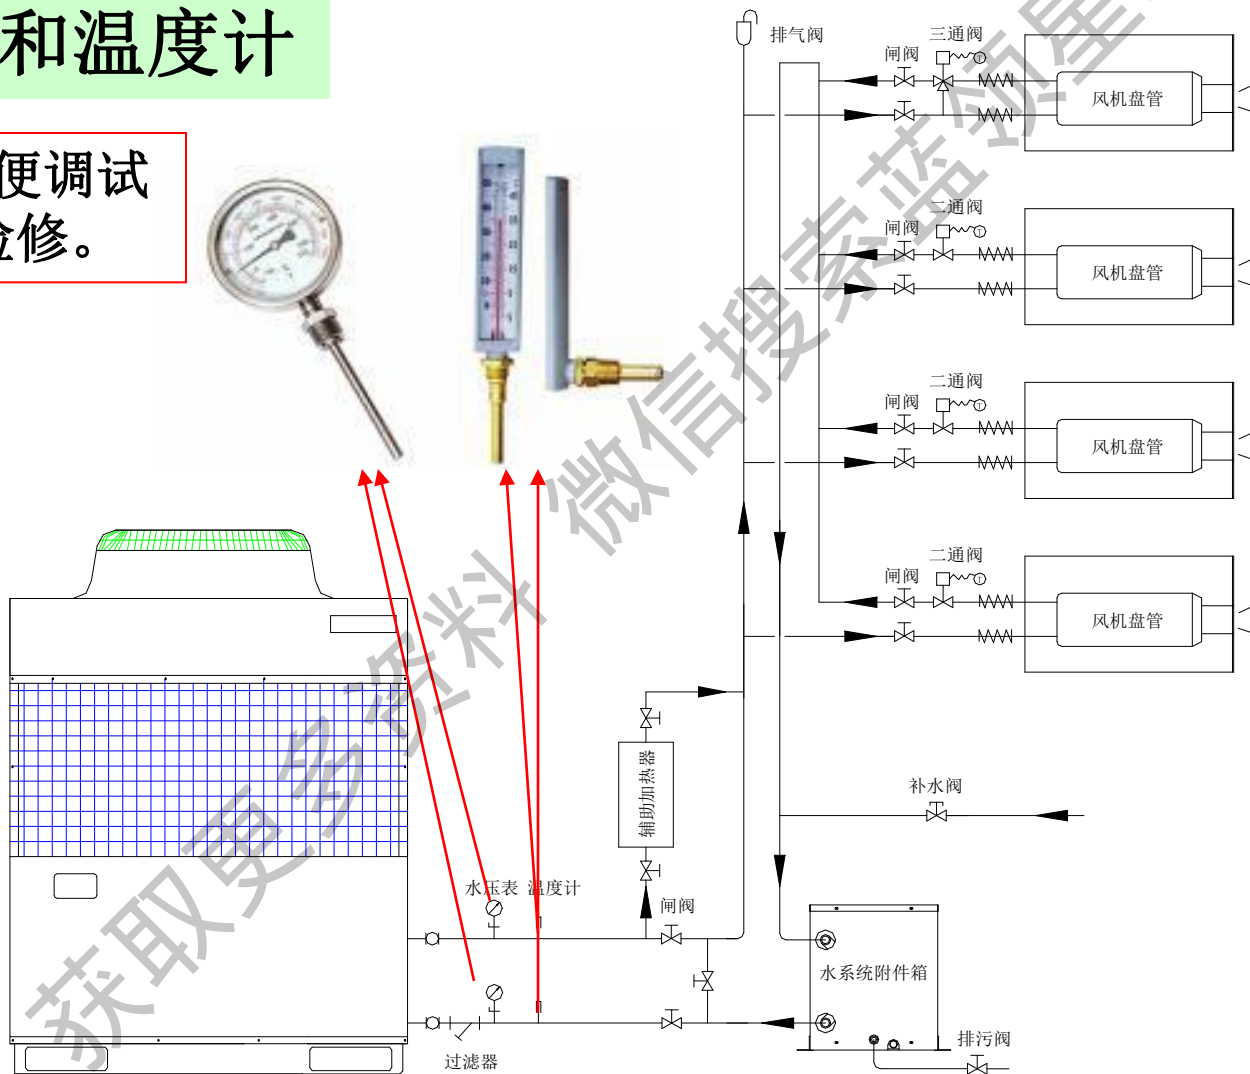 和温度计
便调试
检修。
排气阀
三通阀
闸阀
风机盘管
二通阀
闸阀
风机盘管
二通阀
闸阀
风机盘管
二通阀
闸阀
风机盘管
辅助加热器
补水阀
水压表 温度计
闸阀
水系统附件箱
过滤器
排污阀
获取更多资料 微信搜索蓝领星